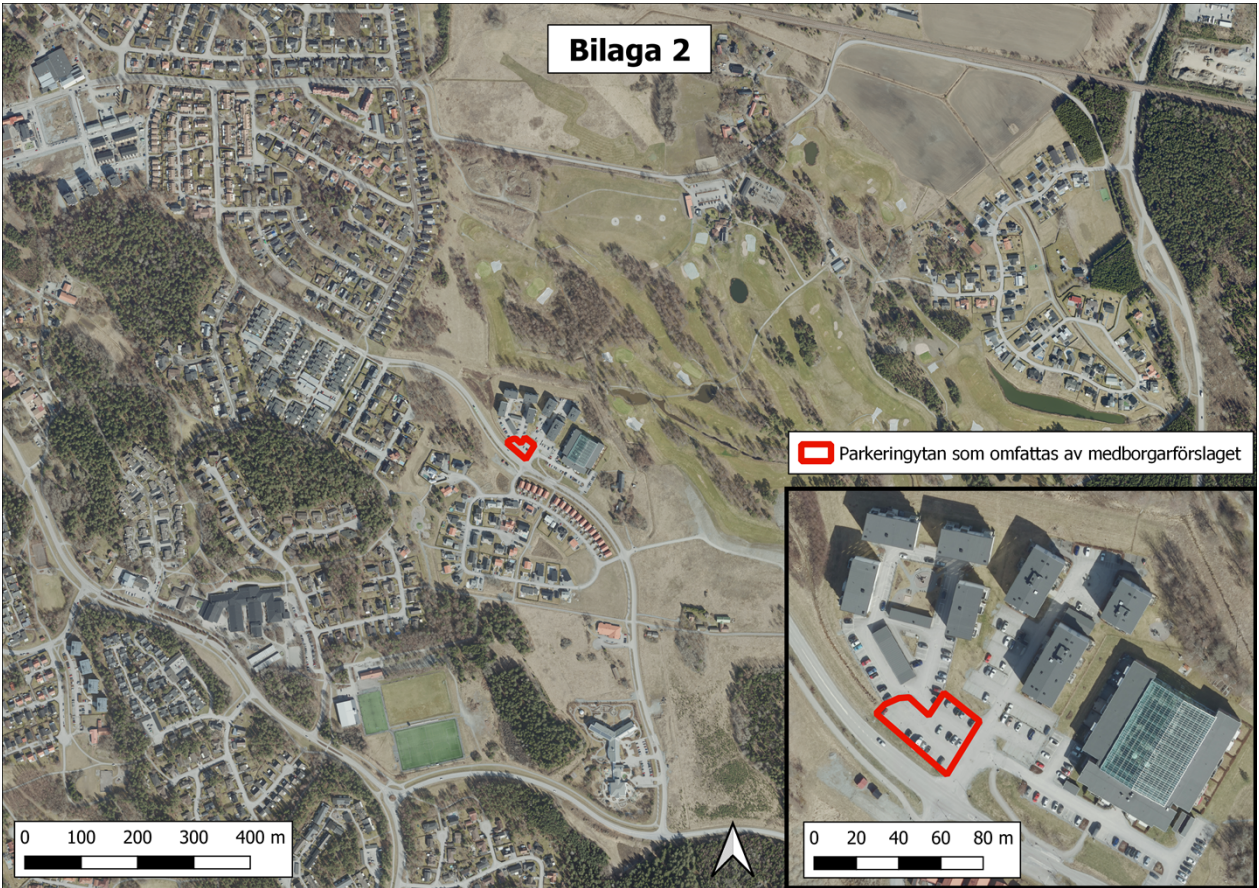 Bilaga 2
Parkeringytan som omfattas av medborgarförslaget
0 100 200 300 400 m
0 20 40 60 80 m